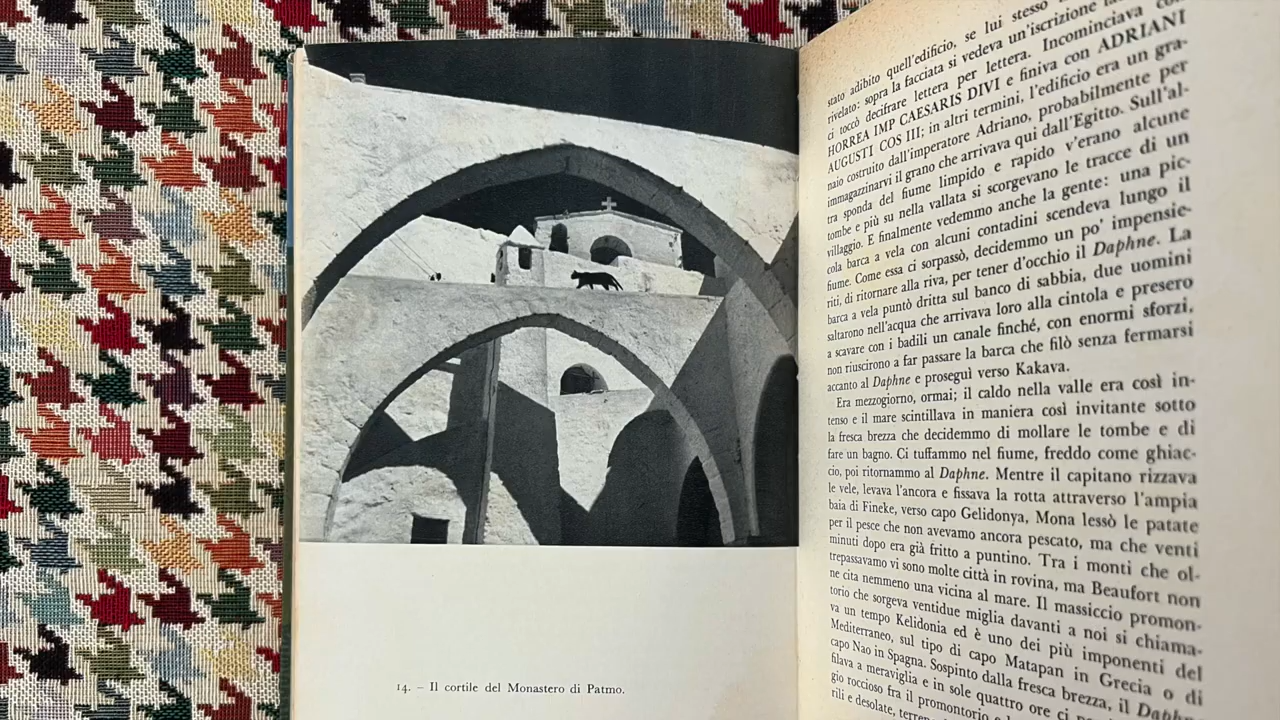 14. – Il cortile del Monastero di Patmo.
stato adibito quell'edificio, se lui stesso
rivelato: sopra la facciata si vedeva un'iscrizione
ci toccò decifrare lettera per lettera. Incominciava
HORREA IMP CAESARIS DIVI e finiva con ADRIANI
AUGUSTI COS III; in altri termini, l'edificio era un gra-
naio costruito dall'imperatore Adriano, probabilmente per
immagazzinarvi il grano che arrivava qui dall'Egitto. Sull'al-
tra sponda del fiume limpido e rapido v'erano alcune
tombe e più su nella vallata si scorgevano le tracce di un
villaggio. E finalmente vedemmo anche la gente: una pic-
cola barca a vela con alcuni contadini scendeva lungo il
fiume. Come essa ci sorpassò, decidemmo un po' impensie-
riti, di ritornare alla riva, per tener d'occhio il Daphne. La
barca a vela puntò dritta sul banco di sabbia, due uomini
saltarono nell'acqua che arrivava loro alla cintola e presero
a scavare con i badili un canale finché, con enormi sforzi,
non riuscirono a far passare la barca che filò senza fermarsi
accanto al Daphne e proseguì verso Kakava.
Era mezzogiorno, ormai; il caldo nella valle era così in-
tenso e il mare scintillava in maniera così invitante sotto
la fresca brezza che decidemmo di mollare le tombe e di
fare un bagno. Ci tuffammo nel fiume, freddo come ghiac-
cio, poi ritornammo al Daphne. Mentre il capitano rizzava
le vele, levava l'ancora e fissava la rotta attraverso l'ampia
baia di Fineke, verso capo Gelidonya, Mona lessò le patate
per il pesce che non avevamo ancora pescato, ma che venti
minuti dopo era già fritto a puntino. Tra i monti che ol-
trepassavamo vi sono molte città in rovina, ma Beaufort non
ne cita nemmeno una vicina al mare. Il massiccio promon-
torio che sorgeva ventidue miglia davanti a noi si chiama-
va un tempo Kelidonia ed è uno dei più imponenti del
Mediterraneo, sul tipo di capo Matapan in Grecia o di
capo Nao in Spagna. Sospinto dalla fresca brezza, il Daphne
filava a meraviglia e in sole quattro ore ci
gio roccioso fra il promontorio e
rili e desolate,